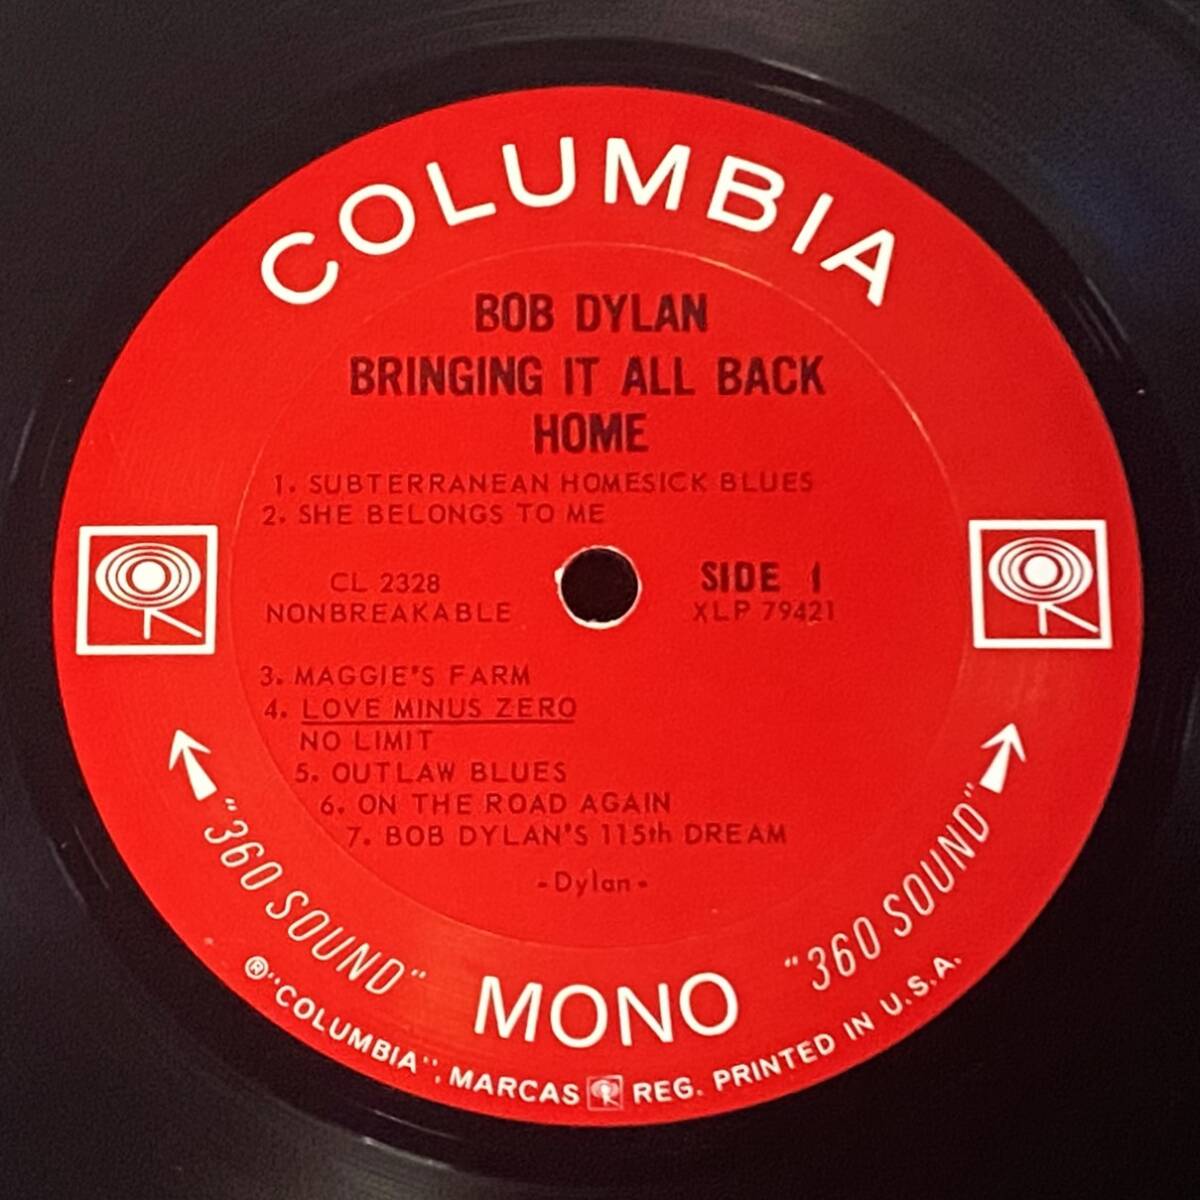 COLUMBIA
BOB DYLAN
BRINGING IT ALL BACK
HOME
1. SUBTERRANEAN HOMESICK BLUES
2. SHE BELONGS TO ME
CL 2328
NONBREAKABLE
SIDE 1
XLP 79421
3. MAGGIE'S FARM
4. LOVE MINUS ZERO
NO LIMIT
5. OUTLAW BLUES
6. ON THE ROAD AGAIN
7. BOB DYLAN'S 115th DREAM
-Dylan-
"360 SOUND"
MONO
"360 SOUND"
®"COLUMBIA", MARCAS REG. PRINTED IN U.S.A.